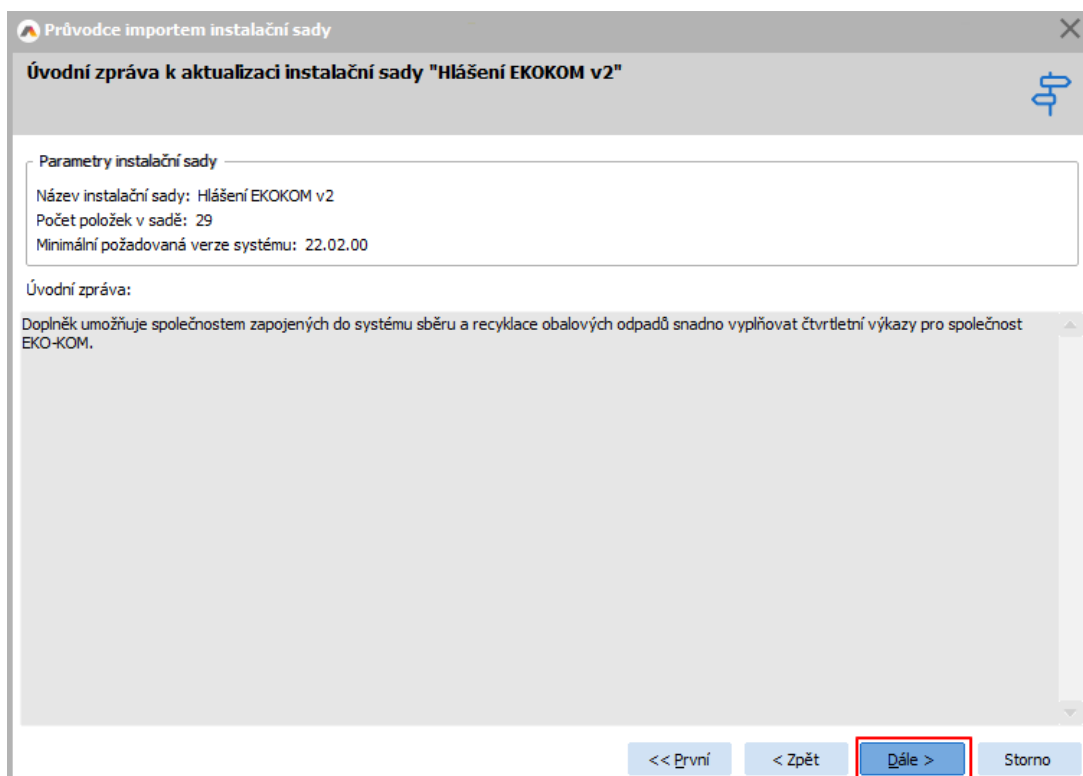 Průvodce importem instalační sady
Úvodní zpráva k aktualizaci instalační sady "Hlášení EKOKOM v2"
Parametry instalační sady
Název instalační sady: Hlášení EKOKOM v2
Počet položek v sadě: 29
Minimální požadovaná verze systému: 22.02.00
Úvodní zpráva:
Doplněk umožňuje společnostem zapojených do systému sběru a recyklace obalových odpadů snadno vyplňovat čtvrtletní výkazy pro společnost
EKO-KOM.
<< První < Zpět Dále > Storno